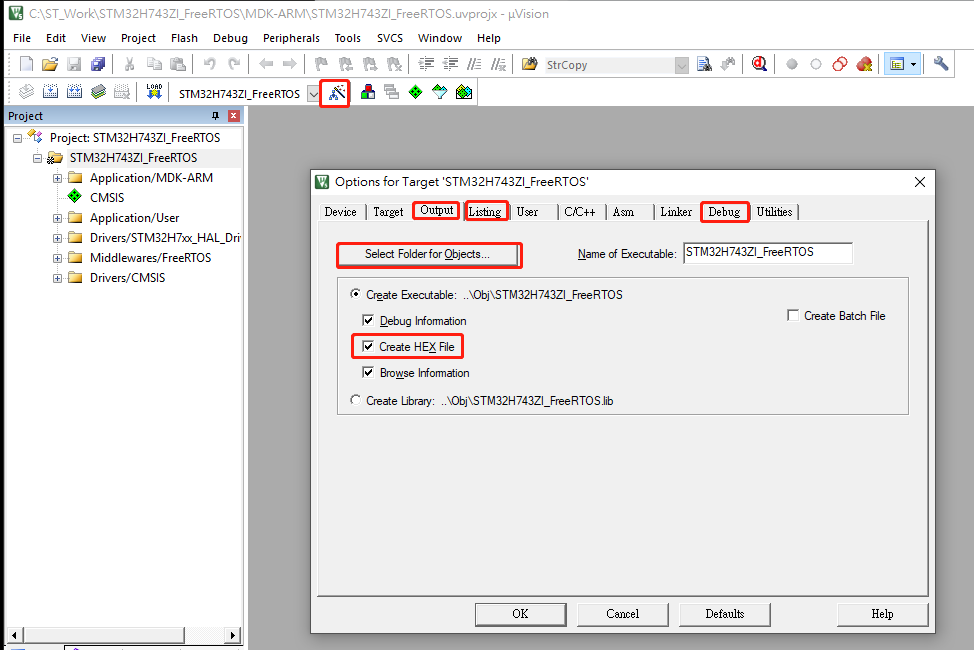 C:\ST_Work\STM32H743ZI_FreeRTOS\MDK-ARM\STM32H743ZI_FreeRTOS.uvprojx - µVision
File Edit View Project Flash Debug Peripherals Tools SVCS Window Help
StrCopy
LOAD STM32H743ZI_FreeRTOS
Project
Project: STM32H743ZI_FreeRTOS
STM32H743ZI_FreeRTOS
Application/MDK-ARM
CMSIS
Application/User
Drivers/STM32H7xx_HAL_Dri
Middlewares/FreeRTOS
Drivers/CMSIS
Options for Target 'STM32H743ZI_FreeRTOS'
Device Target Output Listing User C/C++ Asm Linker Debug Utilities
Select Folder for Objects... Name of Executable: STM32H743ZI_FreeRTOS
Create Executable: ..\Obj\STM32H743ZI_FreeRTOS
Debug Information Create Batch File
Create HEX File
Browse Information
Create Library: ..\Obj\STM32H743ZI_FreeRTOS.lib
OK Cancel Defaults Help